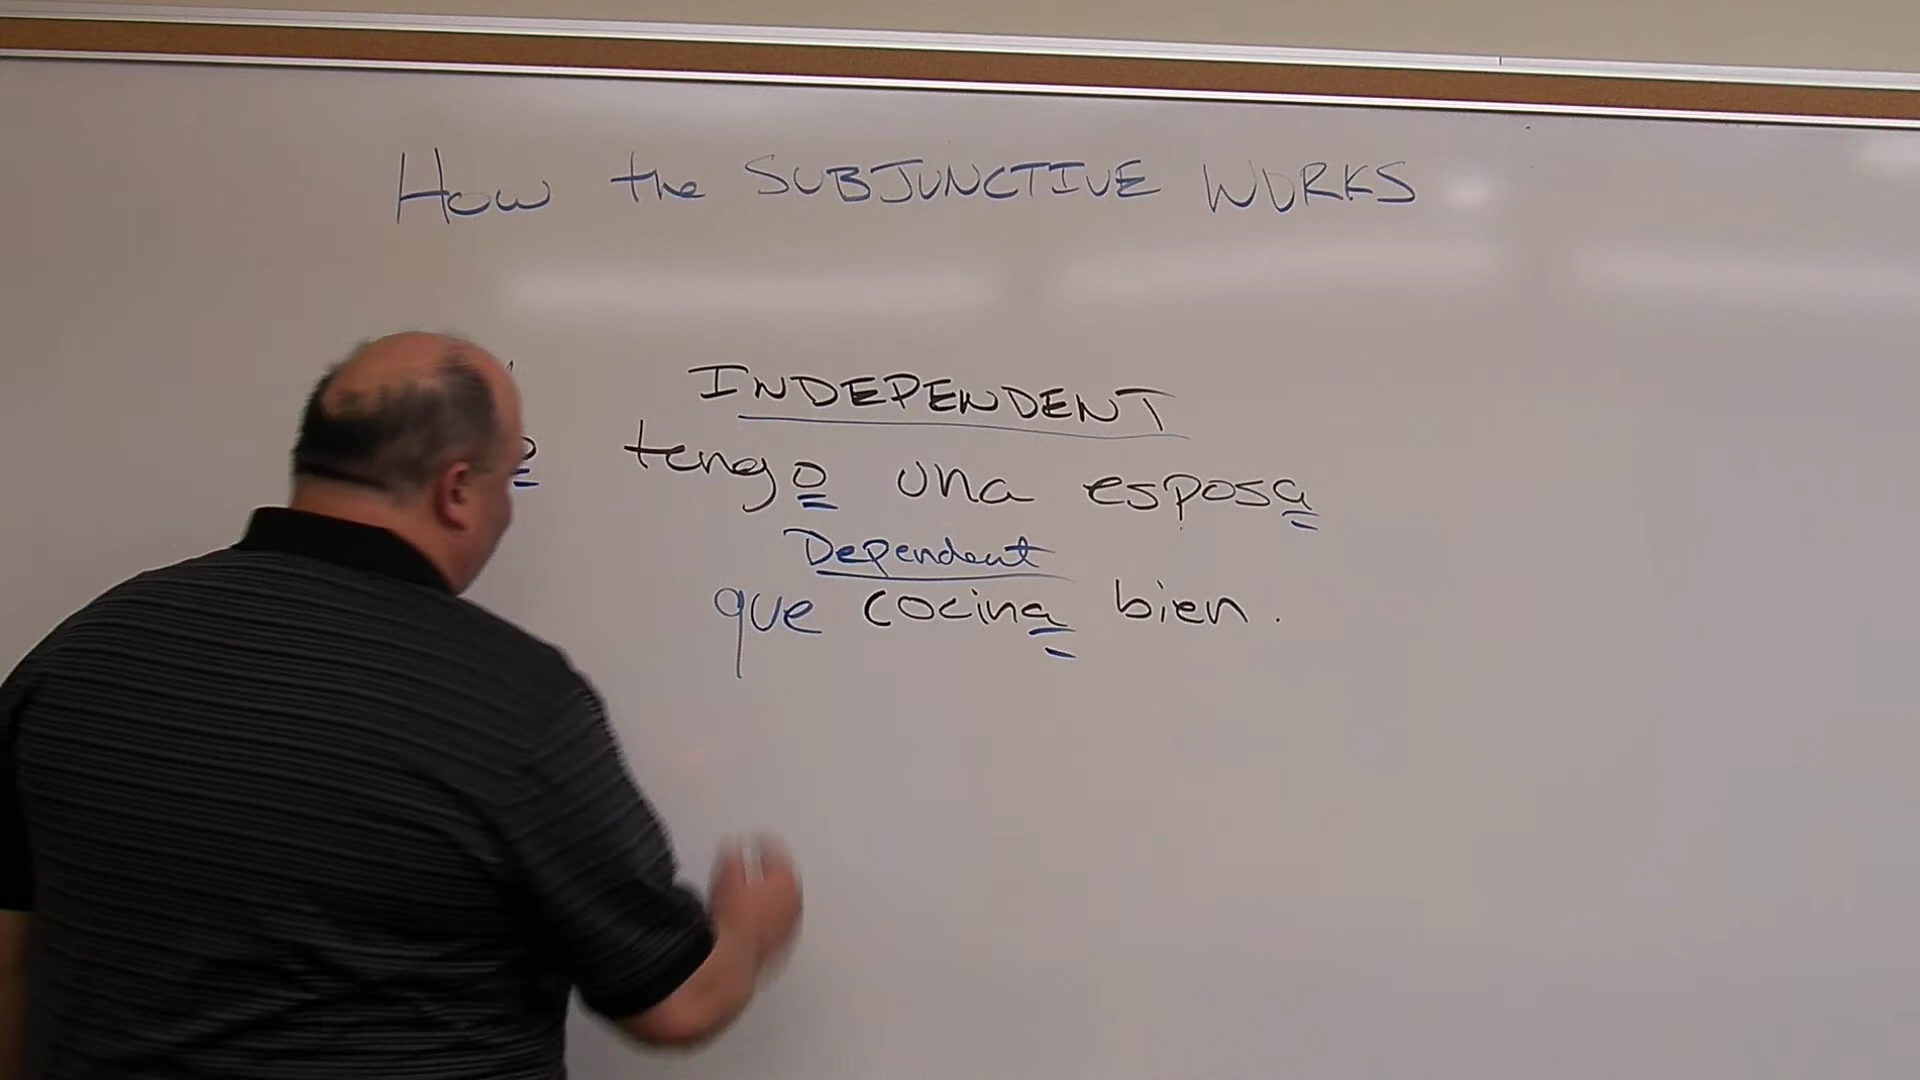 How the SUBJUNCTIVE WORKS
INDEPENDENT
tengo una esposa
Dependent
que cocina bien.